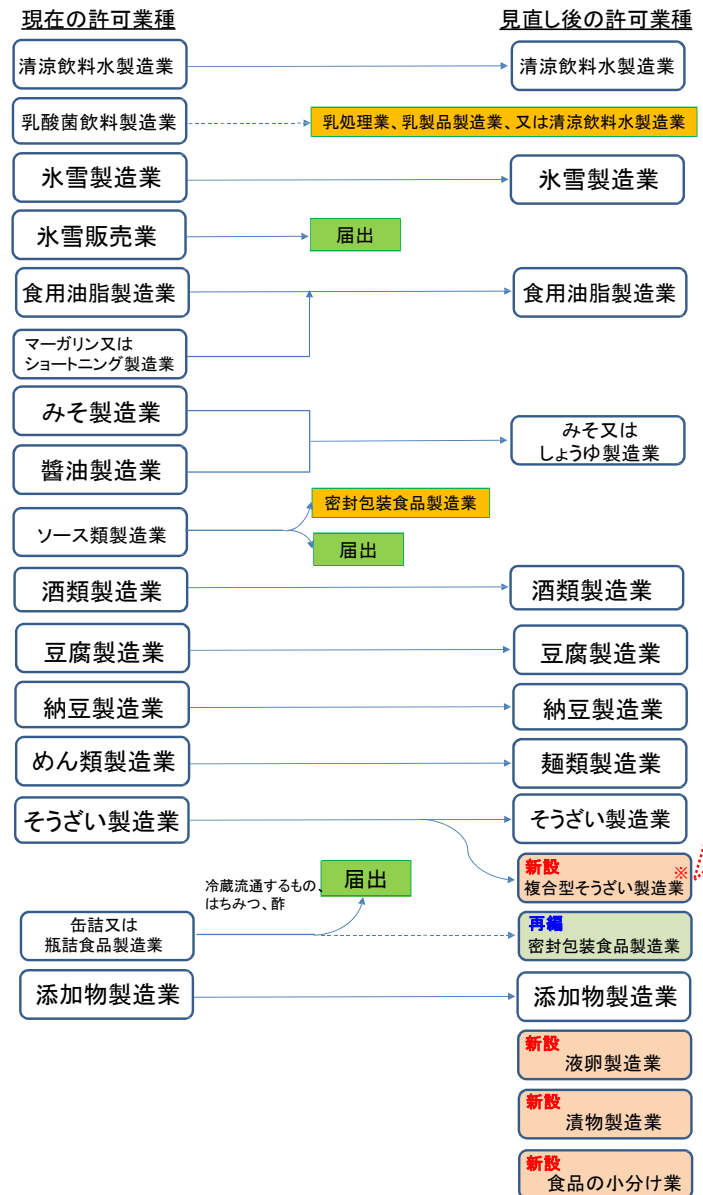 現在の許可業種
見直し後の許可業種
清涼飲料水製造業
清涼飲料水製造業
乳酸菌飲料製造業
乳処理業、乳製品製造業、又は清涼飲料水製造業
氷雪製造業
氷雪製造業
氷雪販売業
届出
食用油脂製造業
食用油脂製造業
マーガリン又は
ショートニング製造業
みそ製造業
みそ又は
しょうゆ製造業
醬油製造業
ソース類製造業
密封包装食品製造業
届出
酒類製造業
酒類製造業
豆腐製造業
豆腐製造業
納豆製造業
納豆製造業
めん類製造業
麺類製造業
そうざい製造業
そうざい製造業
新設
※
複合型そうざい製造業
冷蔵流通するもの、
はちみつ、酢
届出
缶詰又は
瓶詰食品製造業
再編
密封包装食品製造業
添加物製造業
添加物製造業
新設
液卵製造業
新設
漬物製造業
新設
食品の小分け業